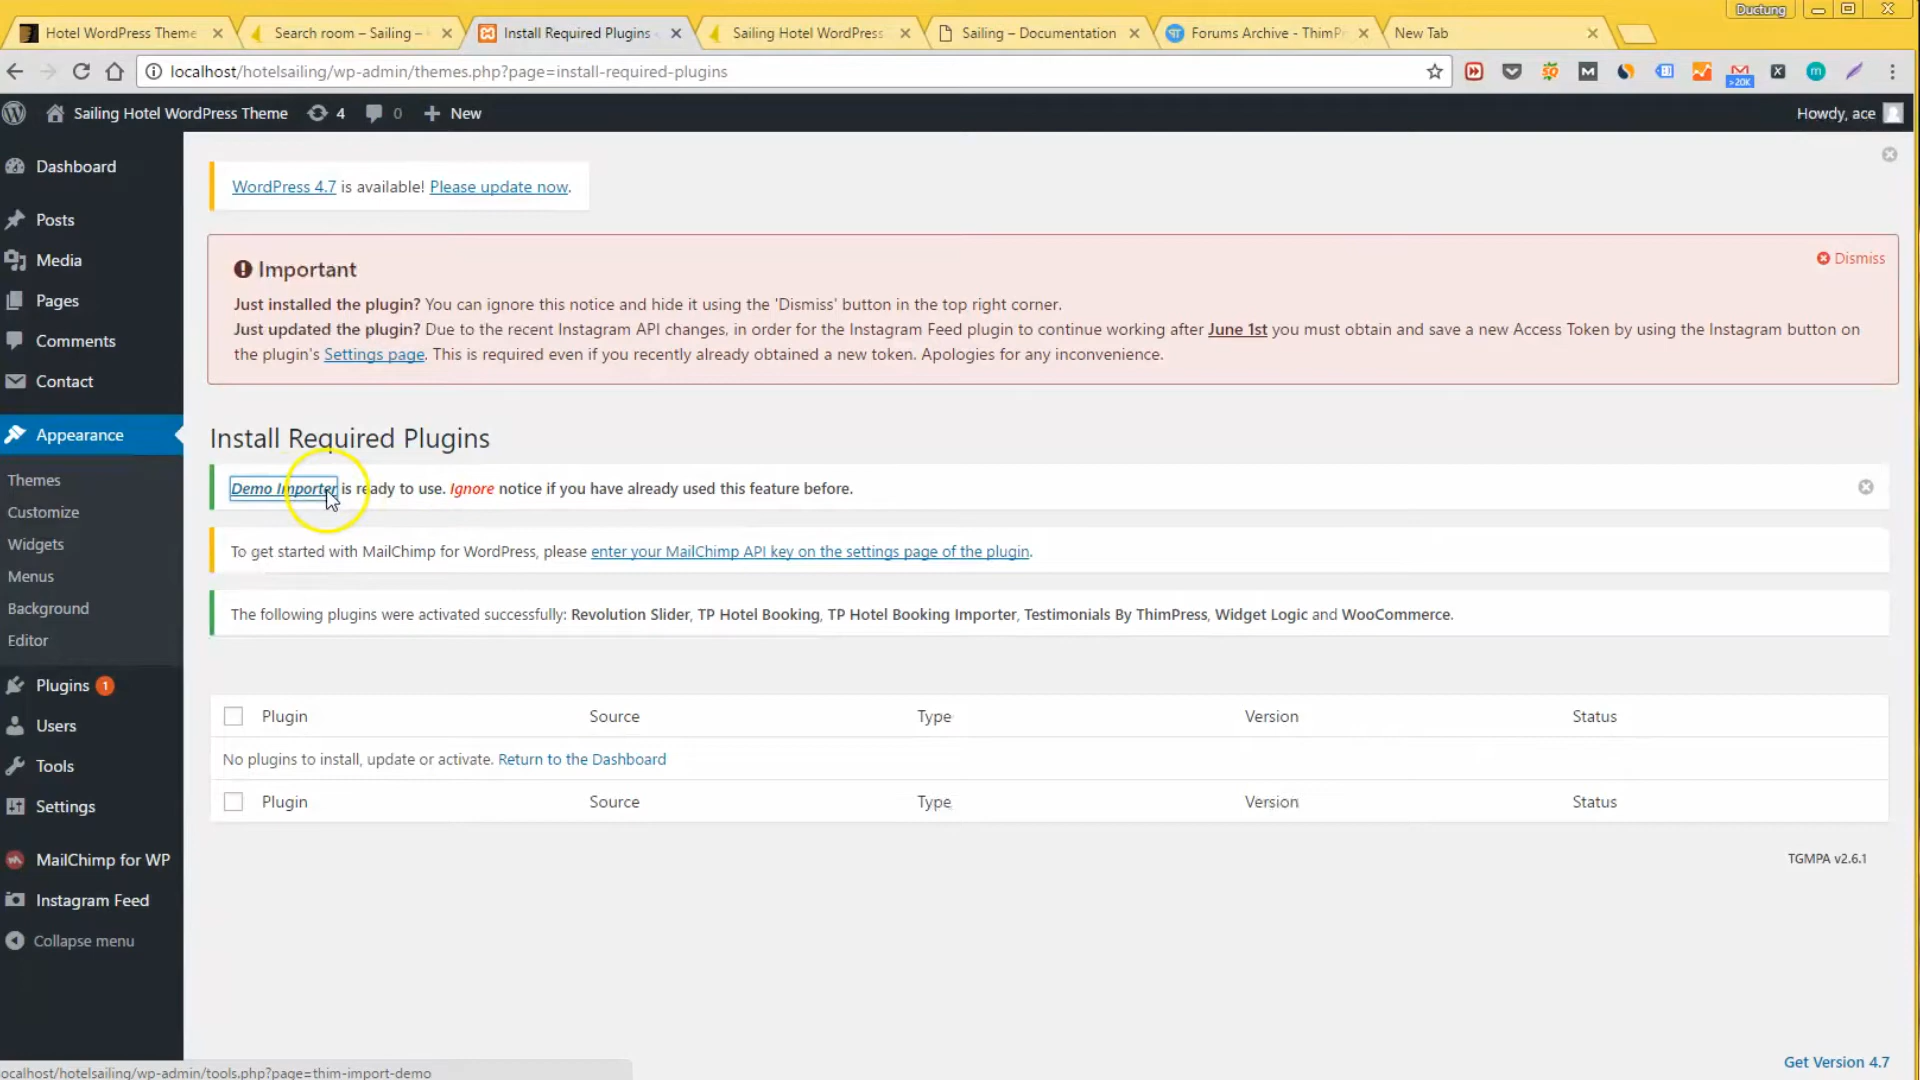 Ductung
Hotel WordPress Theme
Search room – Sailing –
Install Required Plugins
Sailing Hotel WordPress
Sailing – Documentation
Forums Archive - ThimPr
New Tab
localhost/hotelsailing/wp-admin/themes.php?page=install-required-plugins
>20K
Sailing Hotel WordPress Theme
4
0
New
Howdy, ace
Dashboard
Posts
Media
Pages
Comments
Contact
Appearance
Themes
Customize
Widgets
Menus
Background
Editor
Plugins 1
Users
Tools
Settings
MailChimp for WP
Instagram Feed
Collapse menu
WordPress 4.7 is available! Please update now.
Important
Dismiss
Just installed the plugin? You can ignore this notice and hide it using the 'Dismiss' button in the top right corner.
Just updated the plugin? Due to the recent Instagram API changes, in order for the Instagram Feed plugin to continue working after June 1st you must obtain and save a new Access Token by using the Instagram button on
the plugin's Settings page. This is required even if you recently already obtained a new token. Apologies for any inconvenience.
Install Required Plugins
Demo Importer is ready to use. Ignore notice if you have already used this feature before.
To get started with MailChimp for WordPress, please enter your MailChimp API key on the settings page of the plugin.
The following plugins were activated successfully: Revolution Slider, TP Hotel Booking, TP Hotel Booking Importer, Testimonials By ThimPress, Widget Logic and WooCommerce.
Plugin Source Type Version Status
No plugins to install, update or activate. Return to the Dashboard
Plugin Source Type Version Status
TGMPA v2.6.1
Get Version 4.7
ocalhost/hotelsailing/wp-admin/tools.php?page=thim-import-demo